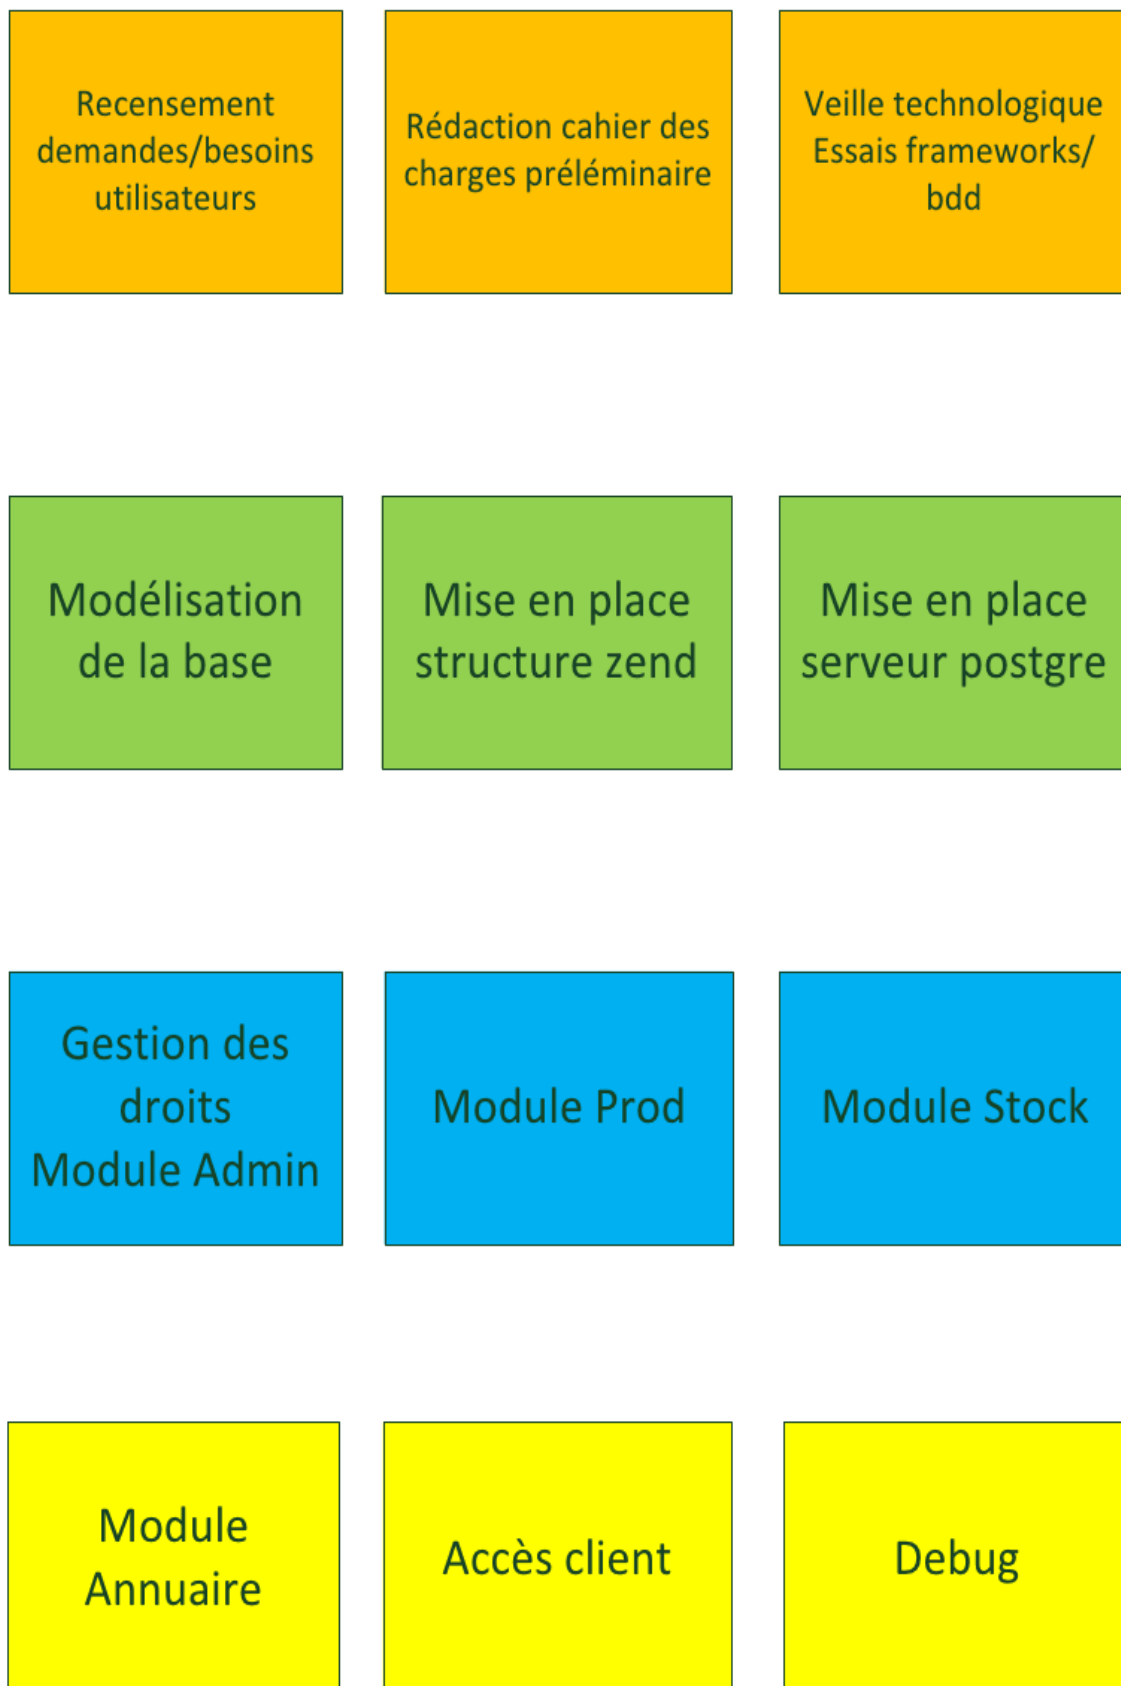 Recensement
demandes/besoins
utilisateurs
Rédaction cahier des
charges préléminaire
Veille technologique
Essais frameworks/
bdd
Modélisation
de la base
Mise en place
structure zend
Mise en place
serveur postgre
Gestion des
droits
Module Admin
Module Prod
Module Stock
Module
Annuaire
Accès client
Debug